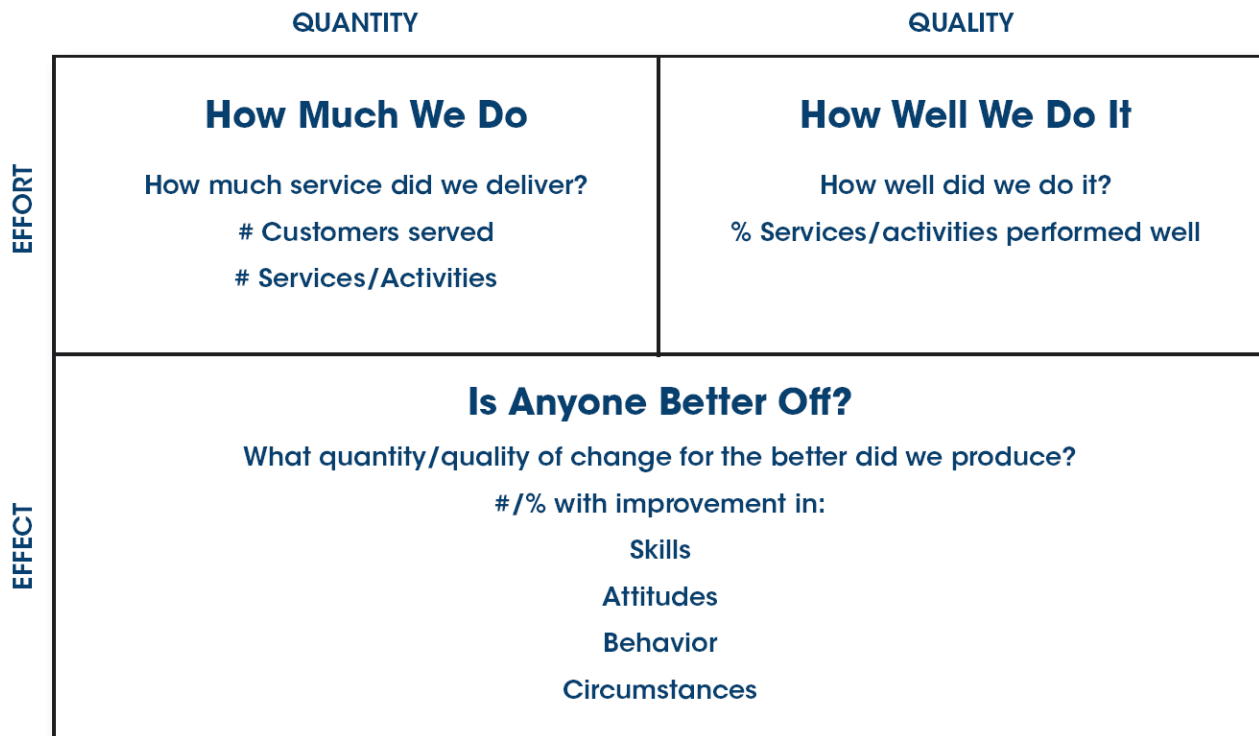 QUANTITY
QUALITY
EFFORT
How Much We Do
How much service did we deliver?
# Customers served
# Services/Activities
How Well We Do It
How well did we do it?
% Services/activities performed well
EFFECT
Is Anyone Better Off?
What quantity/quality of change for the better did we produce?
#/% with improvement in:
Skills
Attitudes
Behavior
Circumstances